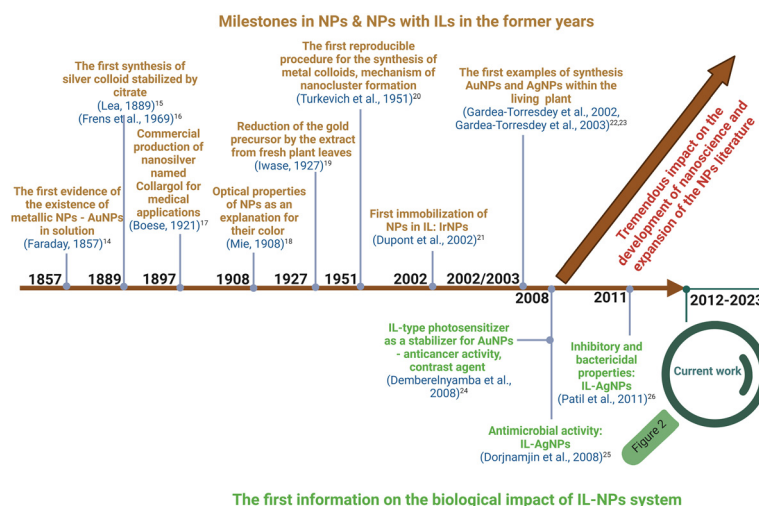 Milestones in NPs & NPs with ILs in the former years
The first synthesis of
silver colloid stabilized by
citrate
(Lea, 1889)15
(Frens et al., 1969)16
The first reproducible
procedure for the synthesis of
metal colloids, mechanism of
nanocluster formation
(Turkevich et al., 1951)20
The first examples of synthesis
AuNPs and AgNPs within the
living plant
(Gardea-Torresdey et al., 2002,
Gardea-Torresdey et al., 2003)22,23
Tremendous impact on the
development of nanoscience and
expansion of the NPs literature
Commercial
production of
nanosilver
named
Collargol for
medical
applications
(Boese, 1921)17
Reduction of the gold
precursor by the extract
from fresh plant leaves
(Iwase, 1927)19
The first evidence of
the existence of
metallic NPs - AuNPs
in solution
(Faraday, 1857)14
Optical properties
of NPs as an
explanation for
their color
(Mie, 1908)18
First immobilization of
NPs in IL: IrNPs
(Dupont et al., 2002)21
1857
1889
1897
1908
1927
1951
2002
2002/2003
2008
2011
2012-2023
IL-type photosensitizer
as a stabilizer for AuNPs
- anticancer activity,
contrast agent
(Demberelnyamba et al.,
2008)24
Inhibitory and
bactericidal
properties:
IL-AgNPs
(Patil et al., 2011)26
Current work
Figure 2
Antimicrobial activity:
IL-AgNPs
(Dorjnamjin et al., 2008)25
The first information on the biological impact of IL-NPs system